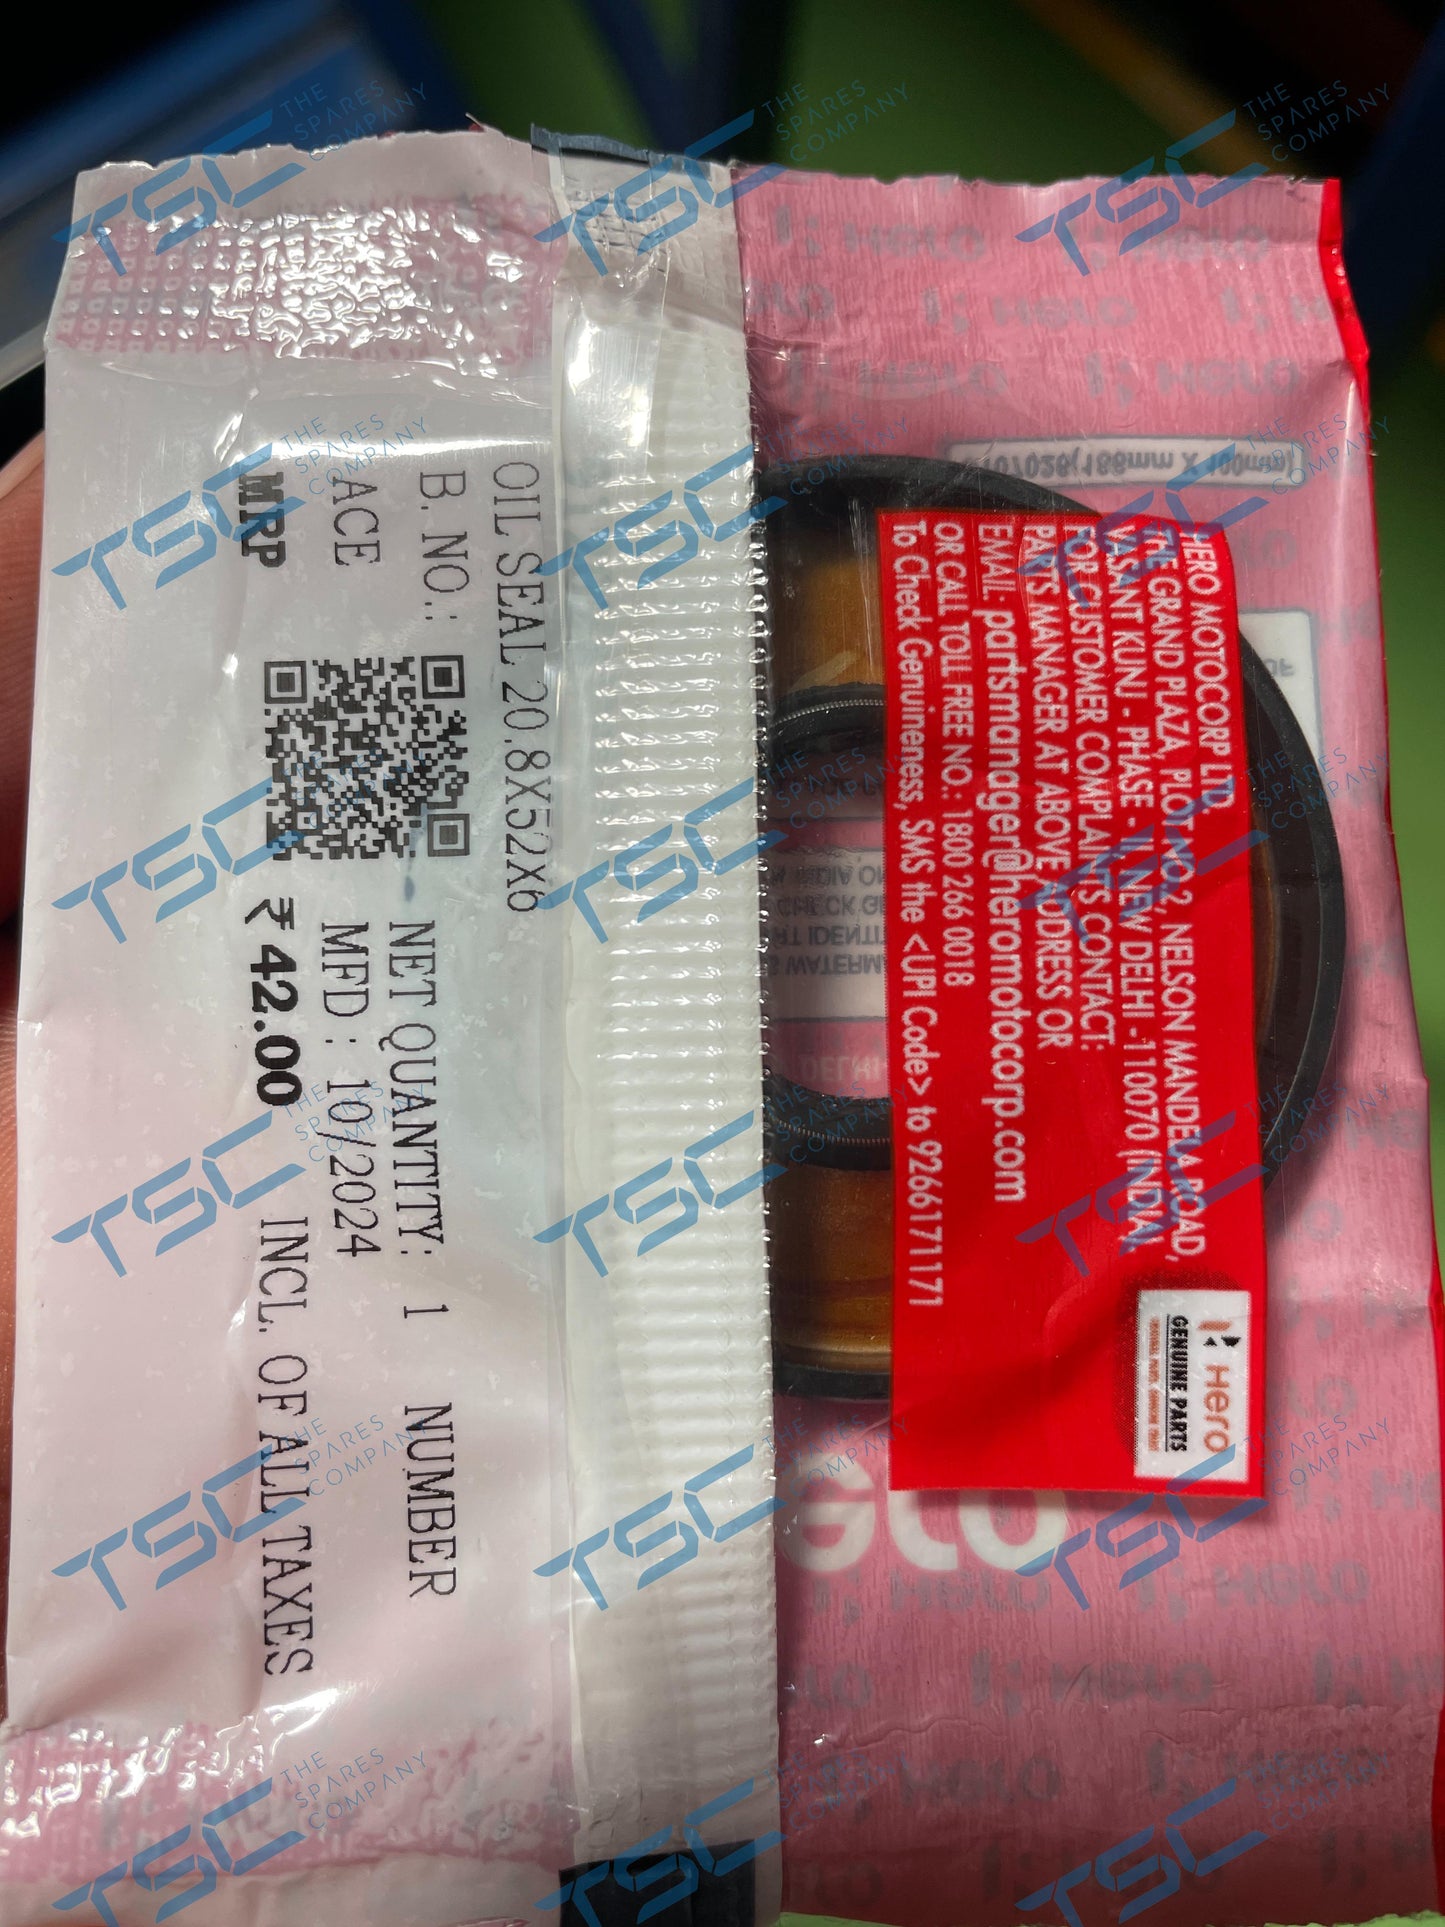 OIL SEAL 20.8X52X6
B. NO.:
ACE
NET QUANTITY: 1 NUMBER
MFD : 10/2024
MRP ₹ 42.00 INCL. OF ALL TAXES
HERO MOTOCORP LTD.
THE GRAND PLAZA, PLOT NO.2, NELSON MANDELA ROAD,
VASANT KUNJ - PHASE - II, NEW DELHI -110070 (INDIA)
FOR CUSTOMER COMPLAINTS CONTACT:
PARTS MANAGER AT ABOVE ADDRESS OR
EMAIL: partsmanager@heromotocorp.com
OR CALL TOLL FREE NO.: 1800 266 0018
To Check Genuineness, SMS the <UPI Code> to 9266171171
Hero
GENUINE PARTS
TSC THE SPARES COMPANY